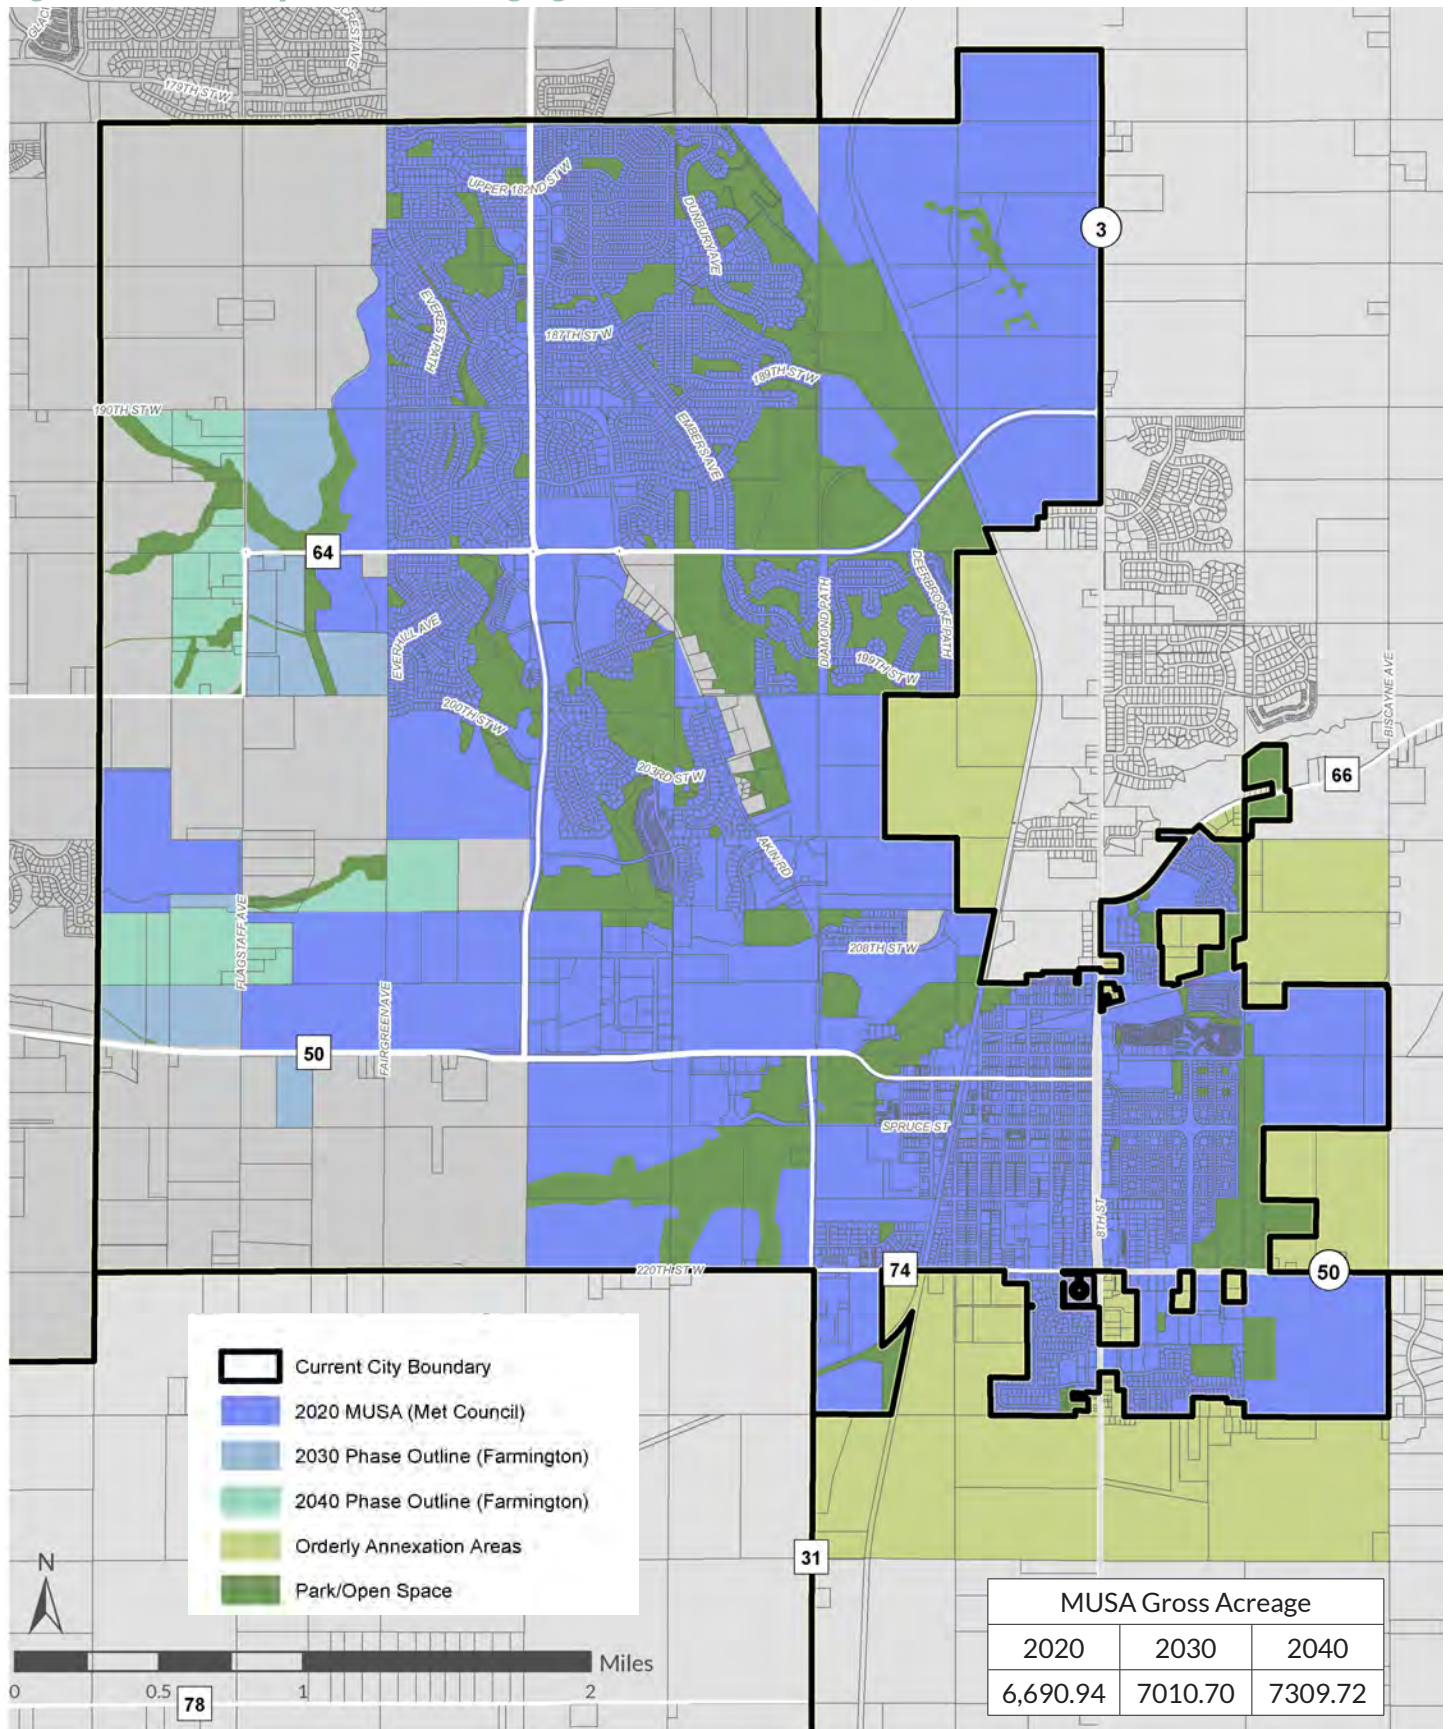 170TH ST W
UPPER 182ND ST W
DUNBURY AVE
3
EVEREST PATH
187TH ST W
189TH ST W
190TH ST W
EMBERS AVE
64
DEERBROOKE PATH
DIAMOND PATH
EVERHILL AVE
199TH ST W
200TH ST W
BISCAYNE AVE
203RD ST W
66
AKIN RD
FLAGSTAFF AVE
208TH ST W
FAIRGREEN AVE
50
SPRUCE ST
8TH ST
220TH ST W
74
50
Current City Boundary
2020 MUSA (Met Council)
2030 Phase Outline (Farmington)
2040 Phase Outline (Farmington)
Orderly Annexation Areas
Park/Open Space
N
31
MUSA Gross Acreage
2020 2030 2040
6,690.94 7010.70 7309.72
Miles
0 0.5 1 2
78